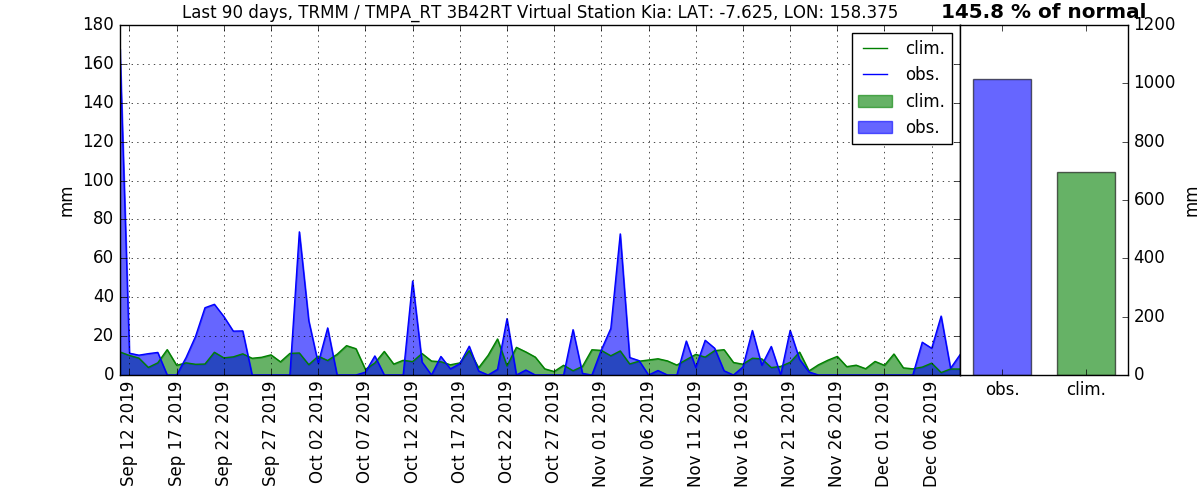 Last 90 days, TRMM / TMPA_RT 3B42RT Virtual Station Kia: LAT: -7.625, LON: 158.375
145.8 % of normal
180
160
140
120
100
80
60
40
20
0
mm
clim.
obs.
clim.
obs.
Sep 12 2019
Sep 17 2019
Sep 22 2019
Sep 27 2019
Oct 02 2019
Oct 07 2019
Oct 12 2019
Oct 17 2019
Oct 22 2019
Oct 27 2019
Nov 01 2019
Nov 06 2019
Nov 11 2019
Nov 16 2019
Nov 21 2019
Nov 26 2019
Dec 01 2019
Dec 06 2019
1200
1000
800
600
400
200
0
mm
obs.
clim.